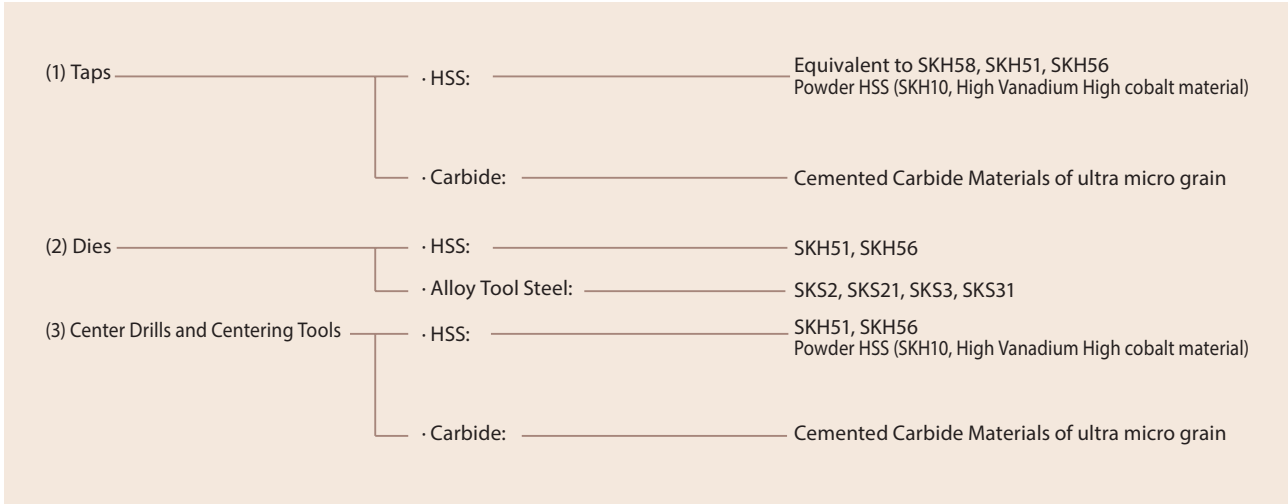 (1) Taps
· HSS:
Equivalent to SKH58, SKH51, SKH56
Powder HSS (SKH10, High Vanadium High cobalt material)
· Carbide:
Cemented Carbide Materials of ultra micro grain
(2) Dies
· HSS:
SKH51, SKH56
· Alloy Tool Steel:
SKS2, SKS21, SKS3, SKS31
(3) Center Drills and Centering Tools
· HSS:
SKH51, SKH56
Powder HSS (SKH10, High Vanadium High cobalt material)
· Carbide:
Cemented Carbide Materials of ultra micro grain